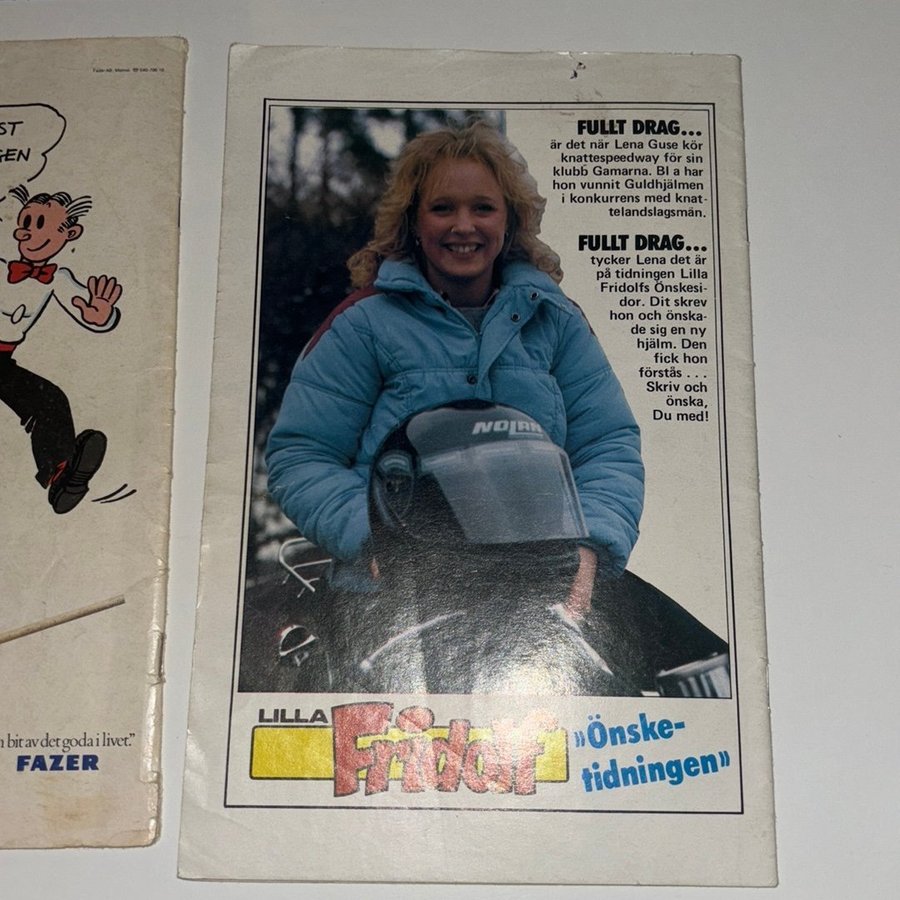 ST
GEN
n bit av det goda i livet."
FAZER
FULLT DRAG...
är det när Lena Guse kör
knattespeedway för sin
klubb Gamarna. Bl a har
hon vunnit Guldhjälmen
i konkurrens med knat-
telandslagsmän.
FULLT DRAG...
tycker Lena det är
på tidningen Lilla
Fridolfs Önskesi-
dor. Dit skrev
hon och önska-
de sig en ny
hjälm. Den
fick hon
förstås . . .
Skriv och
önska,
Du med!
NOLAN
LILLA
Fridolf
»Önske-
tidningen»